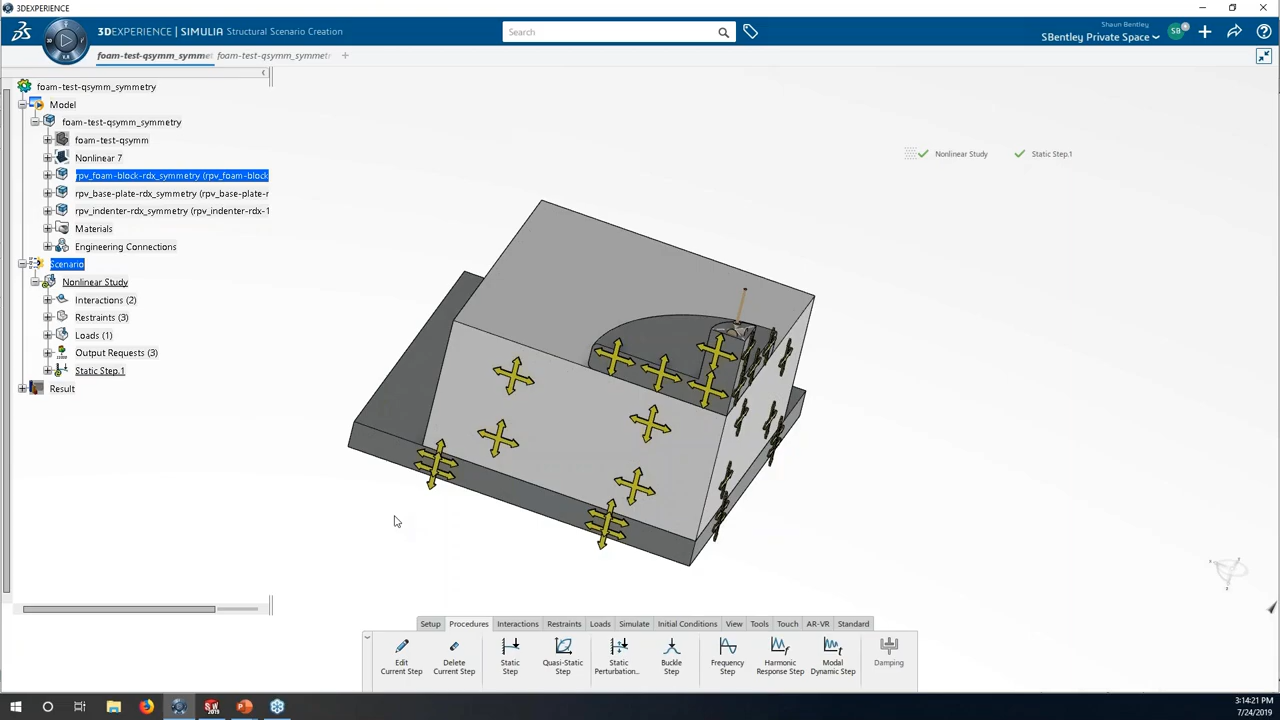 3DEXPERIENCE
3DEXPERIENCE | SIMULIA Structural Scenario Creation
Search
Shaun Bentley
SBentley Private Space
SB
foam-test-qsymm_symme
foam-test-qsymm_symmetr
foam-test-qsymm_symmetry
Model
foam-test-qsymm_symmetry
foam-test-qsymm
Nonlinear 7
rpv_foam-block-rdx_symmetry (rpv_foam-block
rpv_base-plate-rdx_symmetry (rpv_base-plate-r
rpv_indenter-rdx_symmetry (rpv_indenter-rdx-1
Materials
Engineering Connections
Scenario
Nonlinear Study
Interactions (2)
Restraints (3)
Loads (1)
Output Requests (3)
Static Step.1
Result
Nonlinear Study
Static Step.1
Setup Procedures Interactions Restraints Loads Simulate Initial Conditions View Tools Touch AR-VR Standard
Edit Current Step
Delete Current Step
Static Step
Quasi-Static Step
Static Perturbation...
Buckle Step
Frequency Step
Harmonic Response Step
Modal Dynamic Step
Damping
3:14:21 PM
7/24/2019